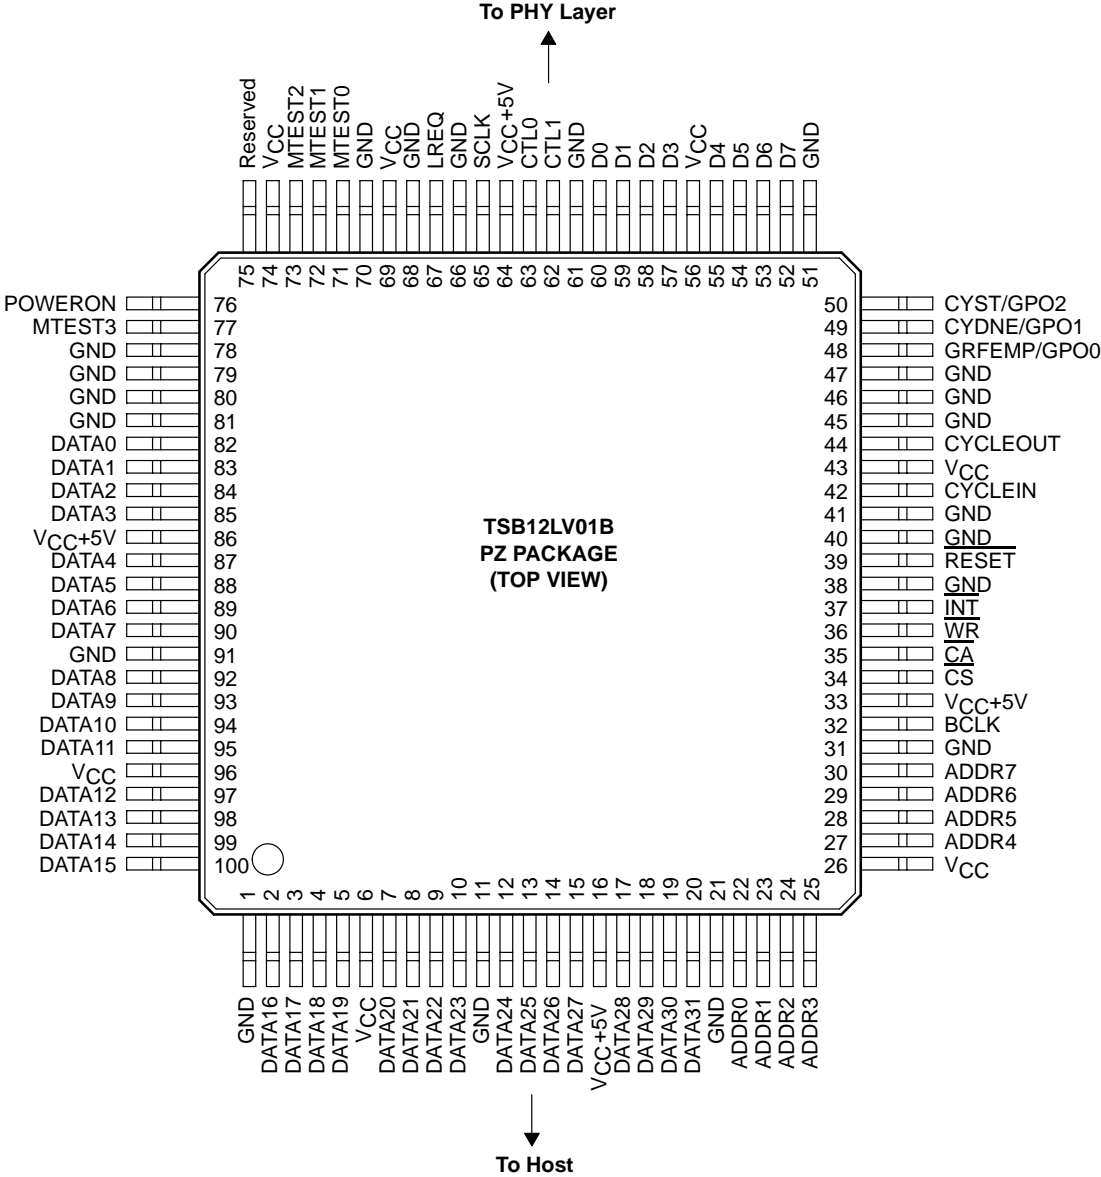 To PHY Layer
Reserved
VCC
MTEST2
MTEST1
MTEST0
GND
VCC
GND
LREQ
GND
SCLK
VCC+5V
CTL0
CTL1
GND
D0
D1
D2
D3
VCC
D4
D5
D6
D7
GND
75
74
73
72
71
70
69
68
67
66
65
64
63
62
61
60
59
58
57
56
55
54
53
52
51
POWERON 76
MTEST3 77
GND 78
GND 79
GND 80
GND 81
DATA0 82
DATA1 83
DATA2 84
DATA3 85
VCC+5V 86
DATA4 87
DATA5 88
DATA6 89
DATA7 90
GND 91
DATA8 92
DATA9 93
DATA10 94
DATA11 95
VCC 96
DATA12 97
DATA13 98
DATA14 99
DATA15 100
TSB12LV01B
PZ PACKAGE
(TOP VIEW)
50 CYST/GPO2
49 CYDNE/GPO1
48 GRFEMP/GPO0
47 GND
46 GND
45 GND
44 CYCLEOUT
43 VCC
42 CYCLEIN
41 GND
40 GND
39 RESET
38 GND
37 INT
36 WR
35 CA
34 CS
33 VCC+5V
32 BCLK
31 GND
30 ADDR7
29 ADDR6
28 ADDR5
27 ADDR4
26 VCC
1
2
3
4
5
6
7
8
9
10
11
12
13
14
15
16
17
18
19
20
21
22
23
24
25
GND
DATA16
DATA17
DATA18
DATA19
VCC
DATA20
DATA21
DATA22
DATA23
GND
DATA24
DATA25
DATA26
DATA27
VCC+5V
DATA28
DATA29
DATA30
DATA31
GND
ADDR0
ADDR1
ADDR2
ADDR3
To Host